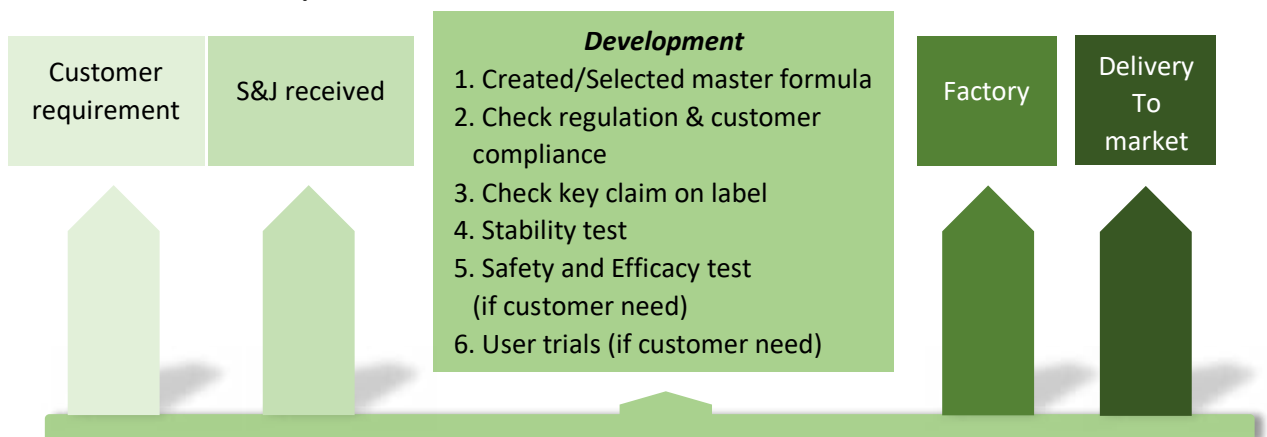 Customer
requirement
S&J received
Development
1. Created/Selected master formula
2. Check regulation & customer
compliance
3. Check key claim on label
4. Stability test
5. Safety and Efficacy test
(if customer need)
6. User trials (if customer need)
Factory
Delivery
To
market